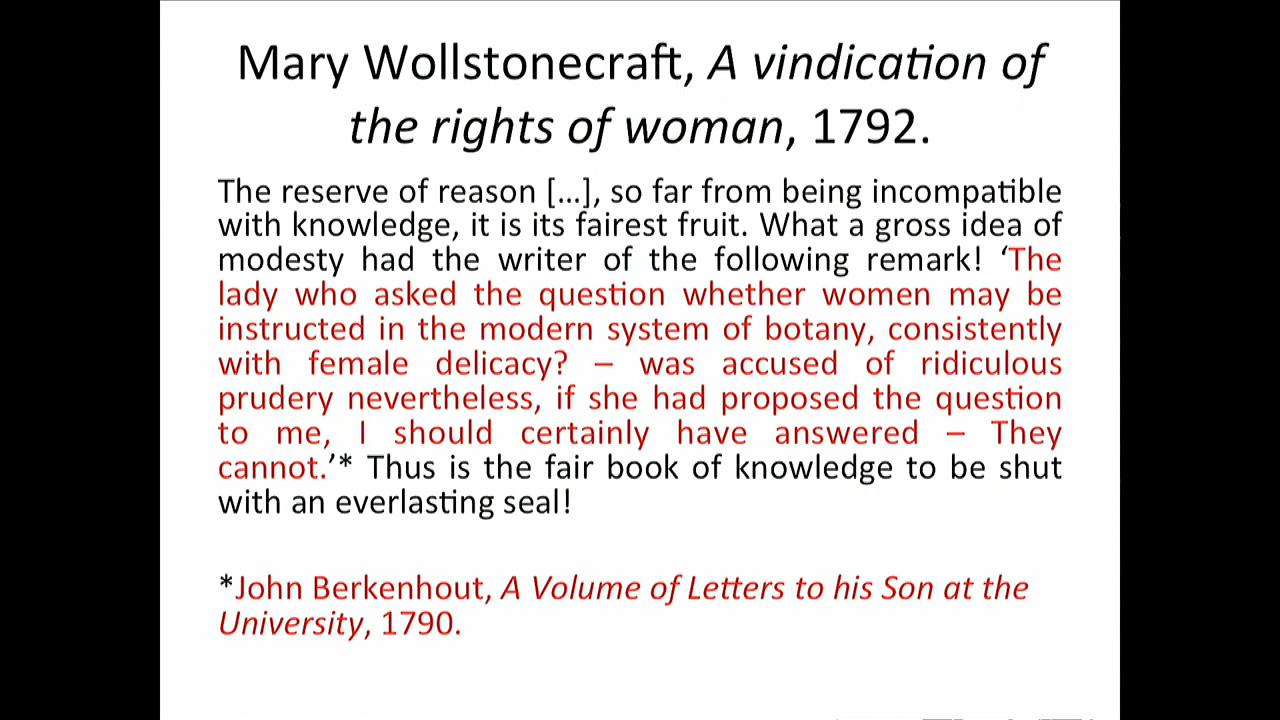 Mary Wollstonecraft, A vindication of
the rights of woman, 1792.
The reserve of reason [...], so far from being incompatible
with knowledge, it is its fairest fruit. What a gross idea of
modesty had the writer of the following remark! ‘The
lady who asked the question whether women may be
instructed in the modern system of botany, consistently
with female delicacy? – was accused of ridiculous
prudery nevertheless, if she had proposed the question
to me, I should certainly have answered – They
cannot.’* Thus is the fair book of knowledge to be shut
with an everlasting seal!
*John Berkenhout, A Volume of Letters to his Son at the
University, 1790.